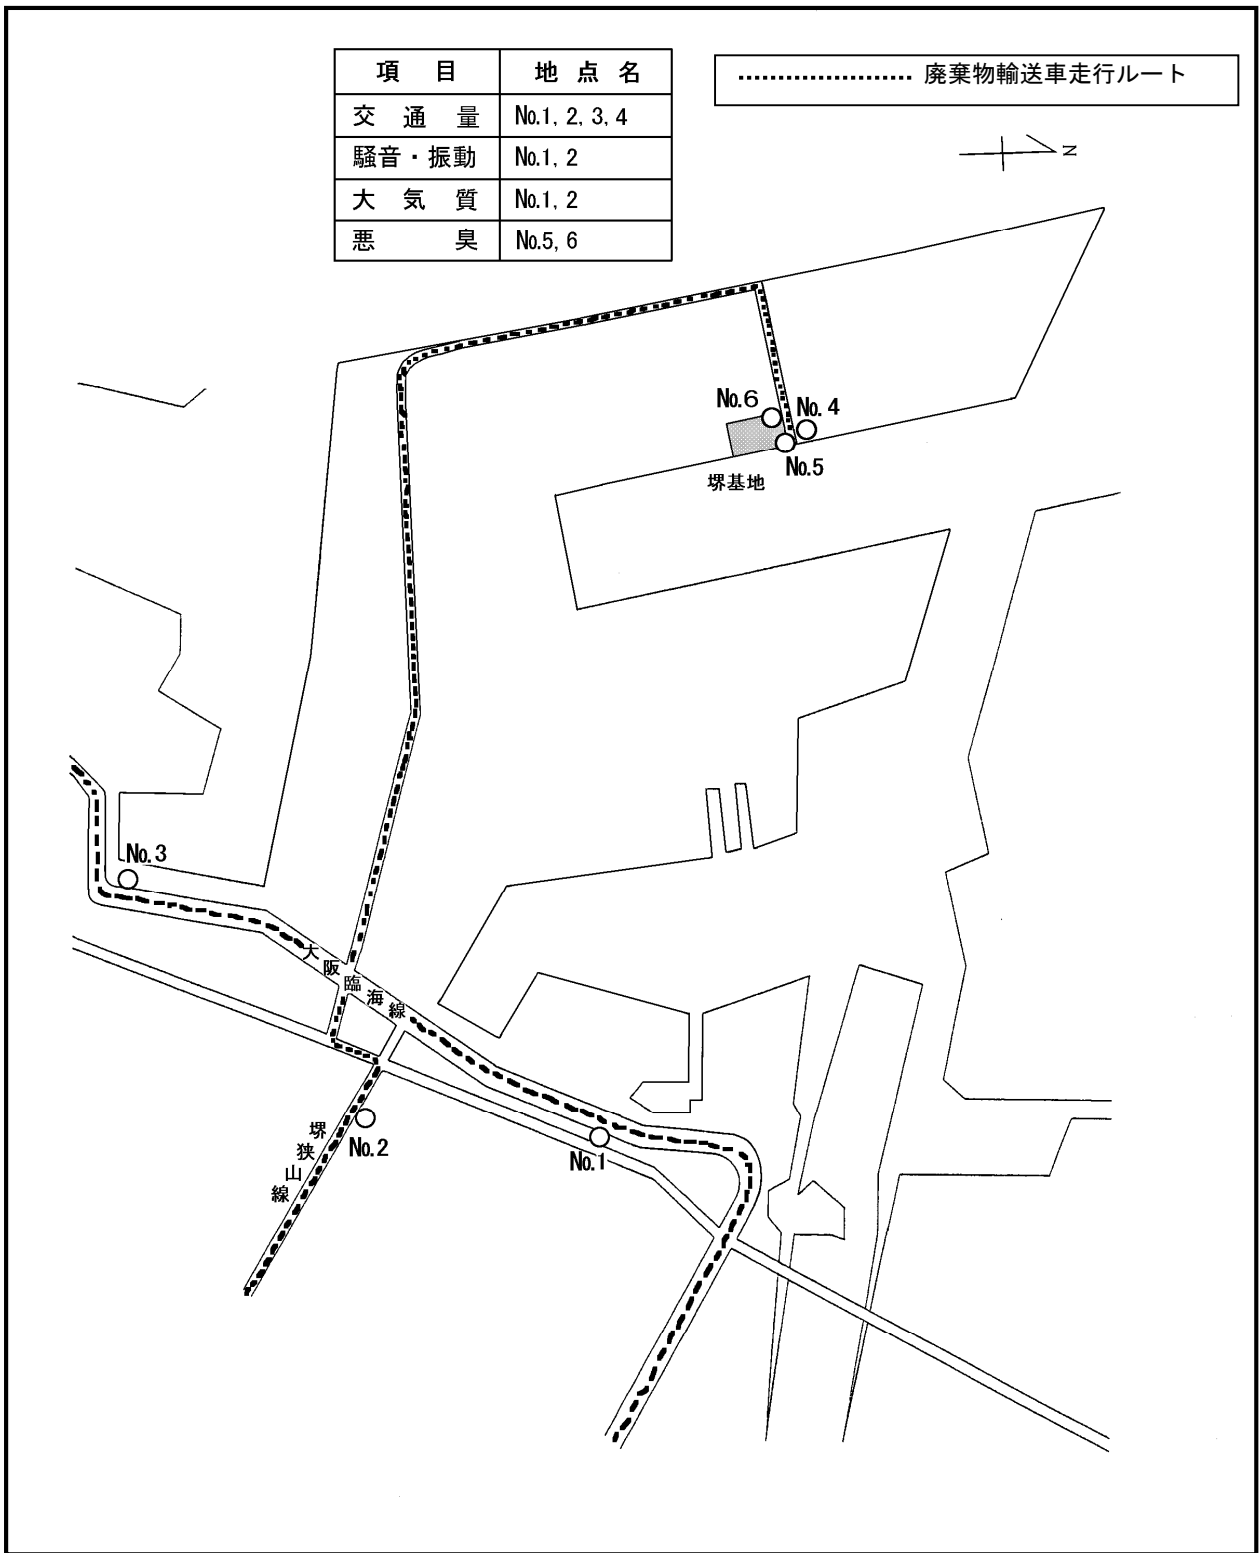 項 目 地 点 名
交 通 量 No.1, 2, 3, 4
騒音・振動 No.1, 2
大 気 質 No.1, 2
悪 臭 No.5, 6
廃棄物輸送車走行ルート
N
No.6
No.4
No.5
堺基地
No.3
大阪臨海線
No.2
No.1
堺狭山線